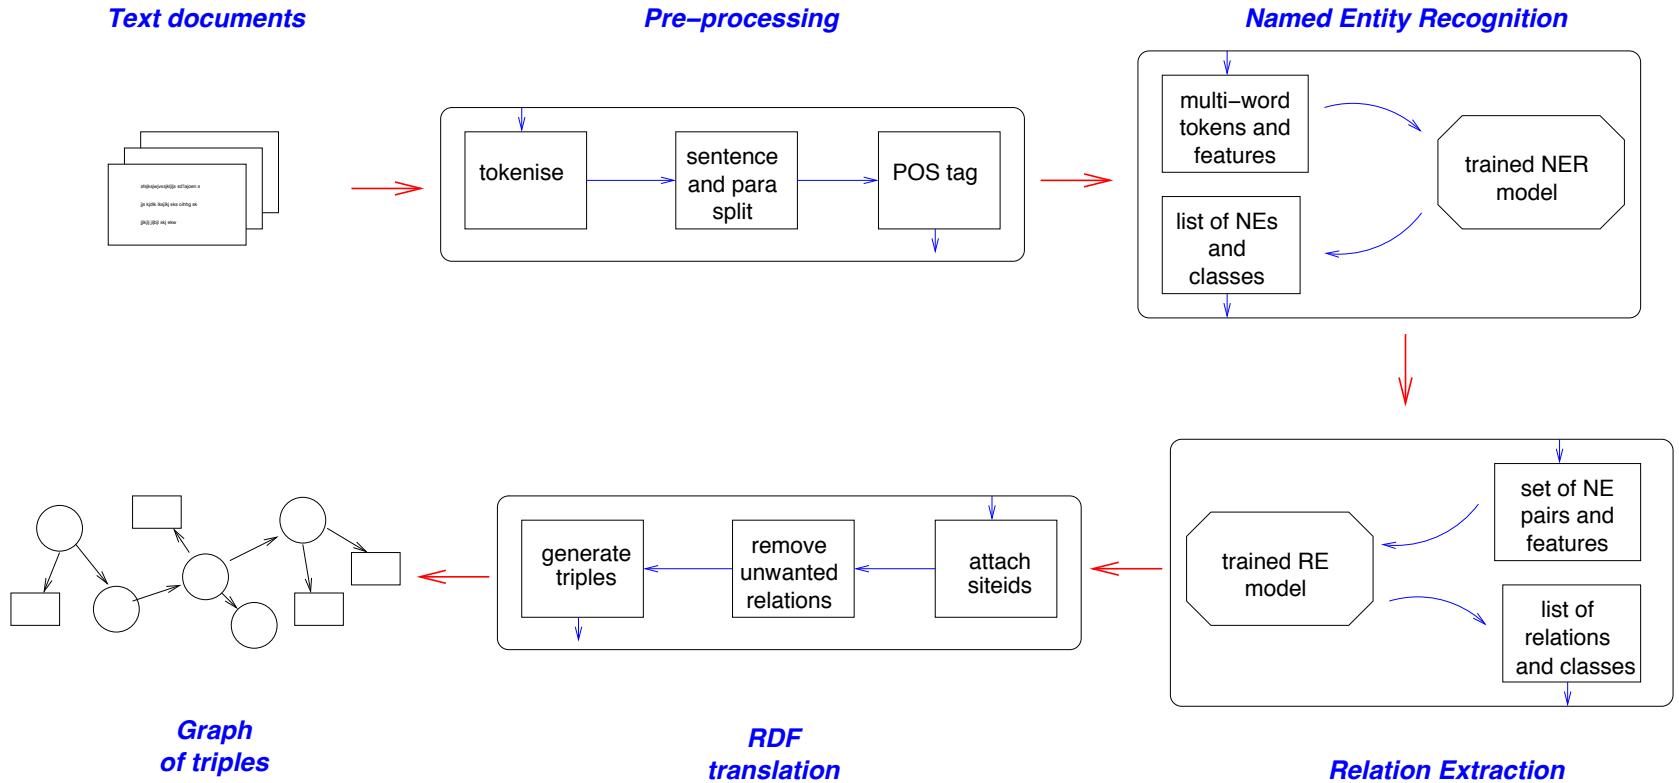 Text documents
Pre–processing
Named Entity Recognition
tokenise
sentence
and para
split
POS tag
multi–word
tokens and
features
list of NEs
and
classes
trained NER
model
set of NE
pairs and
features
trained RE
model
list of
relations
and classes
attach
siteids
remove
unwanted
relations
generate
triples
Graph
of triples
RDF
translation
Relation Extraction